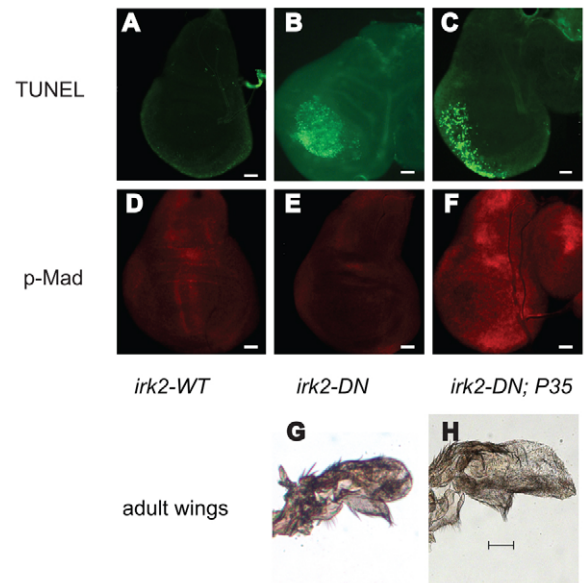 A B C
TUNEL
D E F
p-Mad
irk2-WT irk2-DN irk2-DN; P35
G H
adult wings